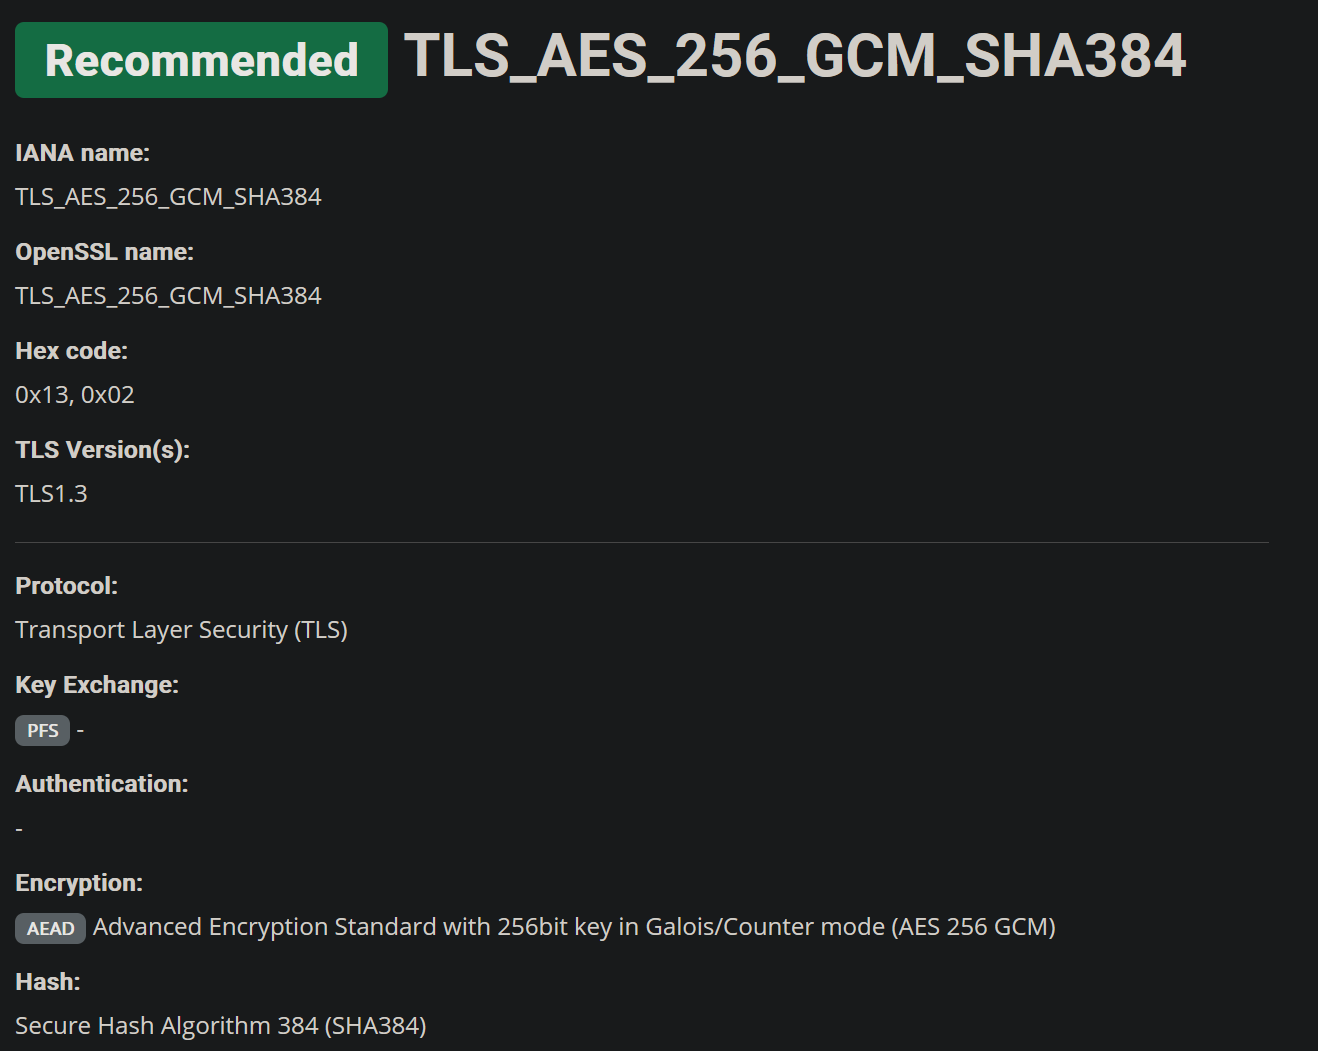 Recommended TLS_AES_256_GCM_SHA384
IANA name:
TLS_AES_256_GCM_SHA384
OpenSSL name:
TLS_AES_256_GCM_SHA384
Hex code:
0x13, 0x02
TLS Version(s):
TLS1.3
Protocol:
Transport Layer Security (TLS)
Key Exchange:
PFS -
Authentication:
-
Encryption:
AEAD Advanced Encryption Standard with 256bit key in Galois/Counter mode (AES 256 GCM)
Hash:
Secure Hash Algorithm 384 (SHA384)